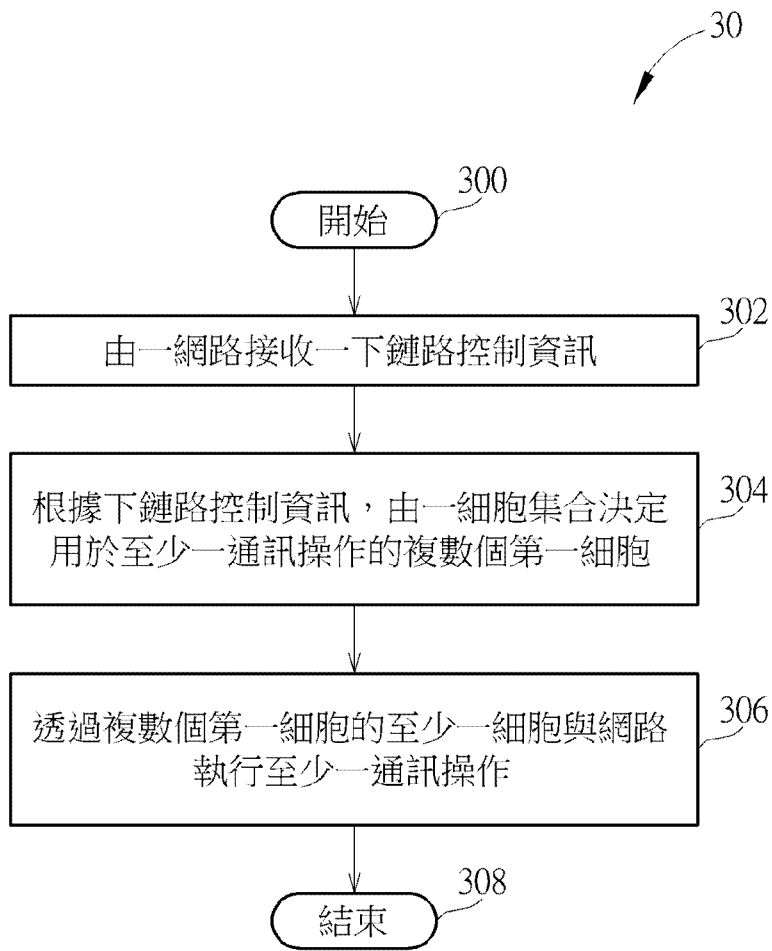 30
300
開始
302
由一網路接收一下鏈路控制資訊
304
根據下鏈路控制資訊，由一細胞集合決定
用於至少一通訊操作的複數個第一細胞
306
透過複數個第一細胞的至少一細胞與網路
執行至少一通訊操作
308
結束